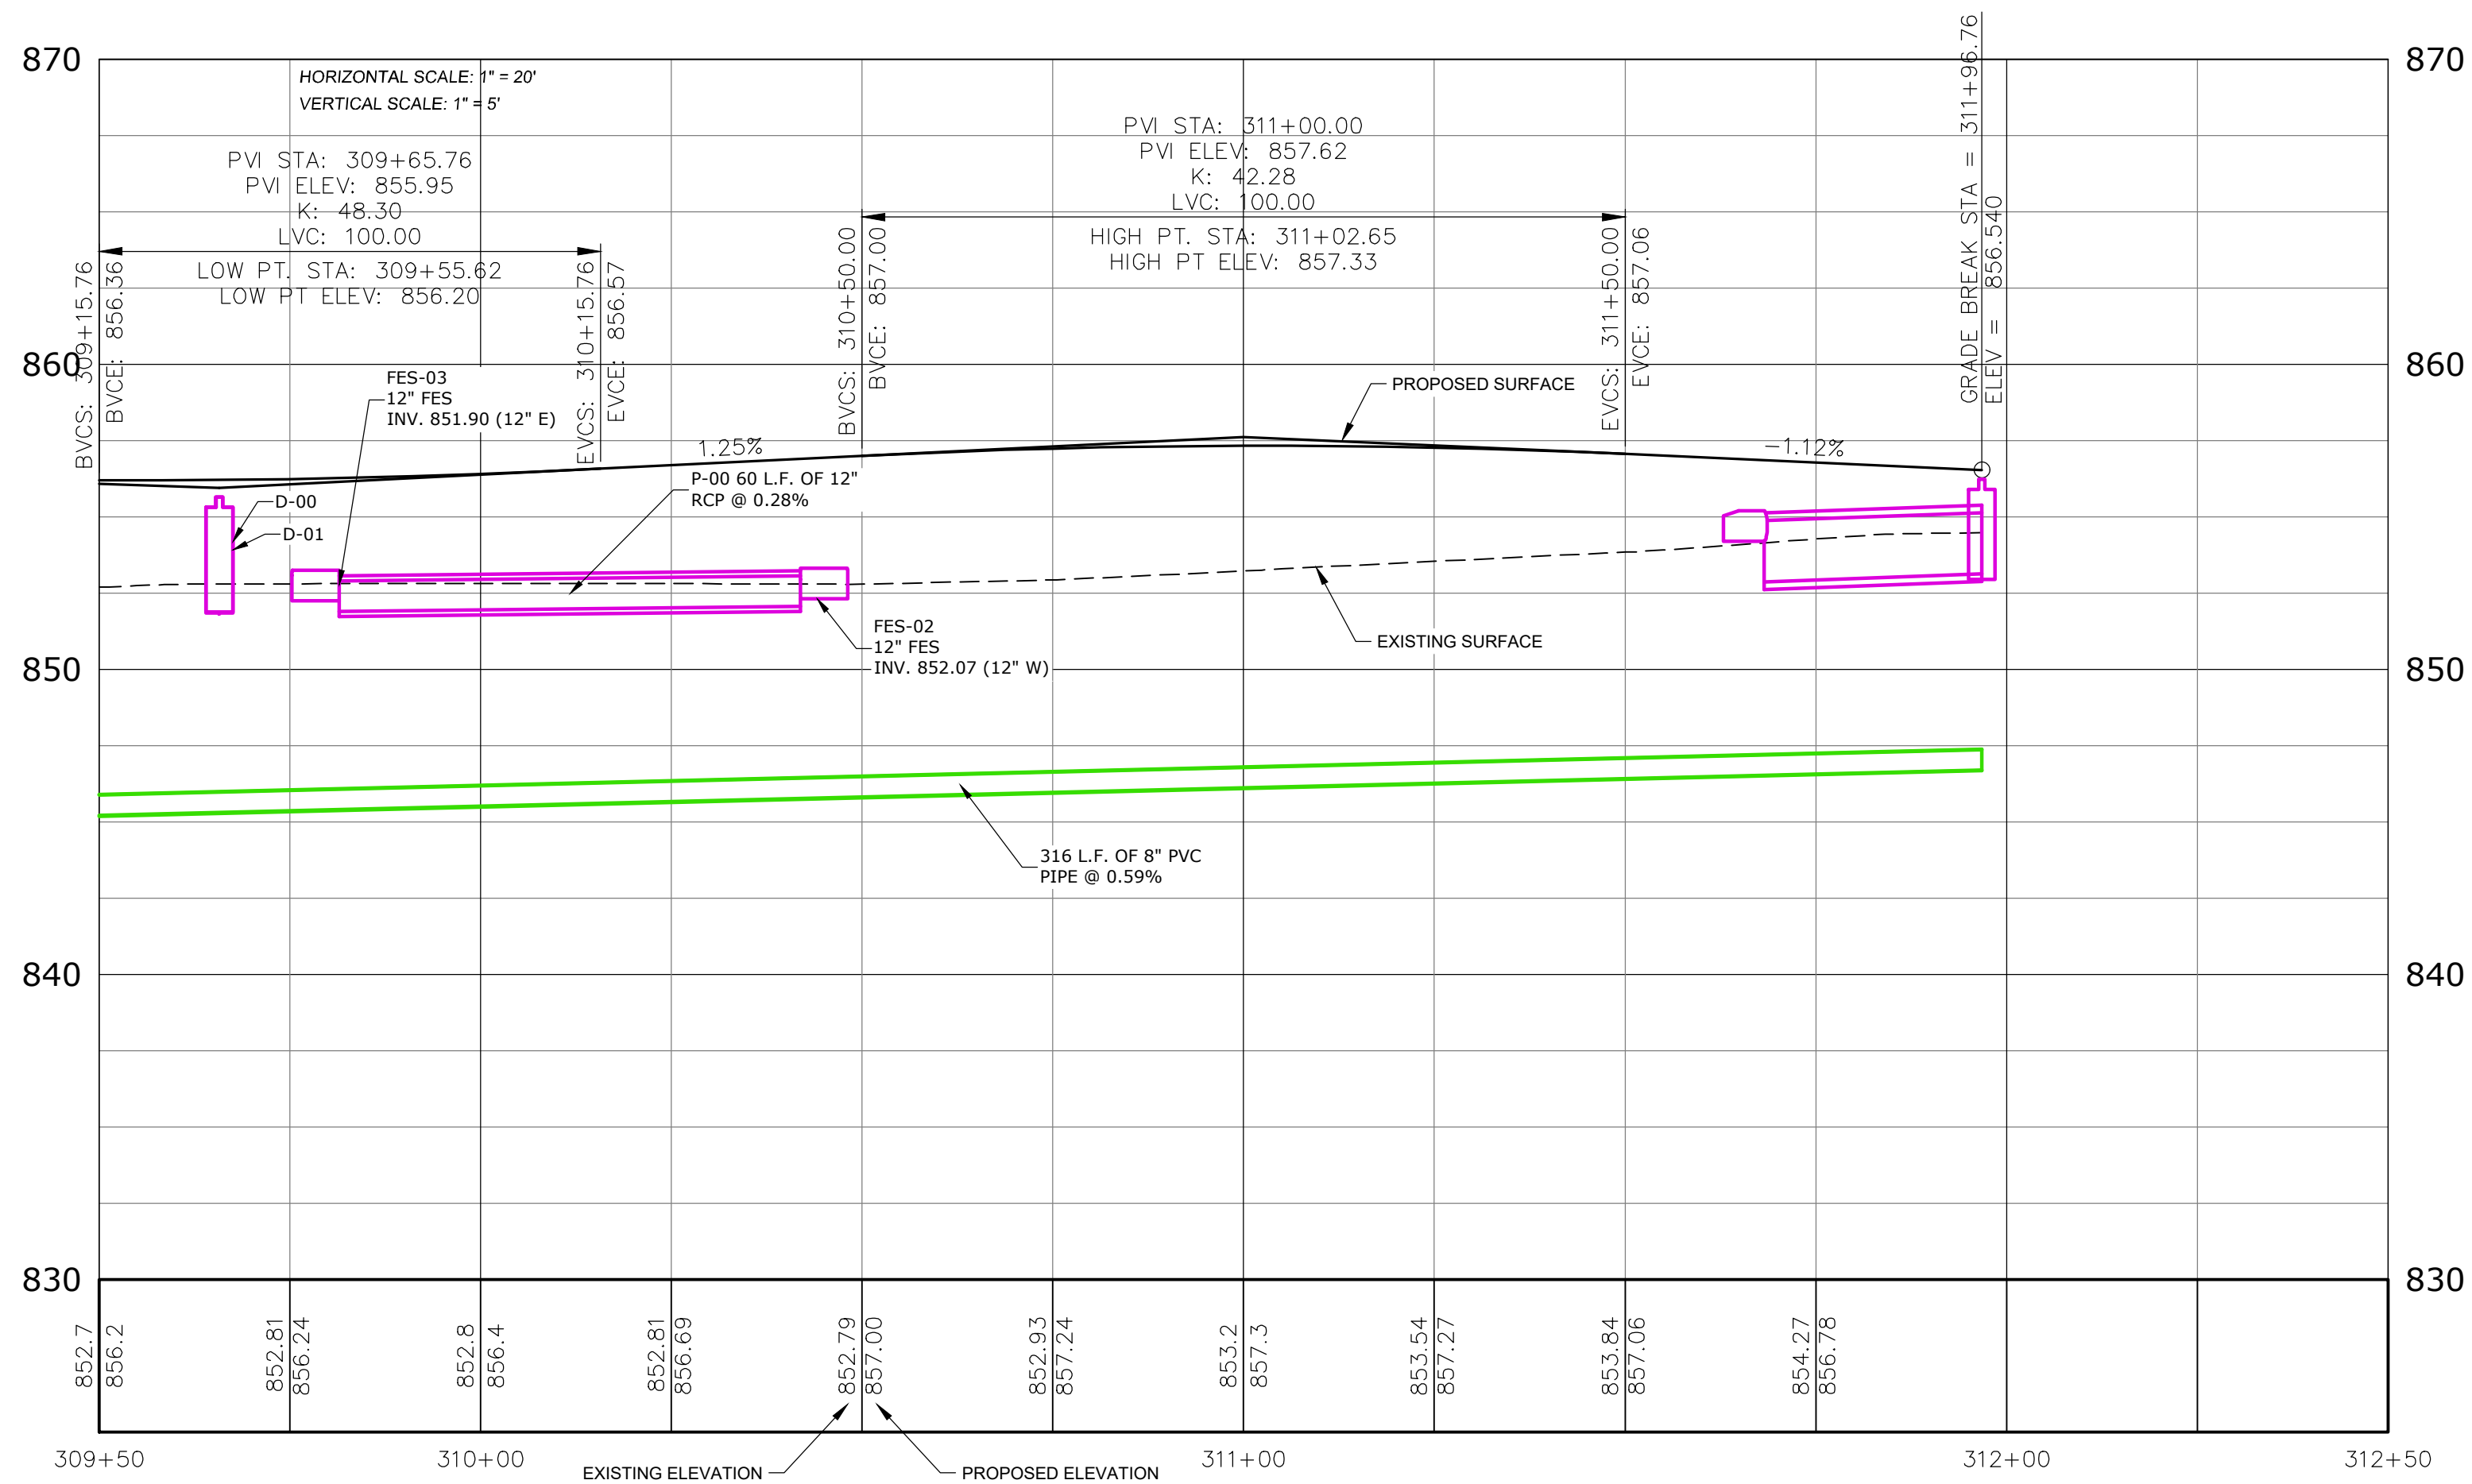 870
870
HORIZONTAL SCALE: 1" = 20'
VERTICAL SCALE: 1" = 5'
PVI STA: 309+65.76
PVI ELEV: 855.95
K: 48.30
LVC: 100.00
LOW PT. STA: 309+55.62
LOW PT ELEV: 856.20
BVCS: 309+15.76
BVCE: 856.36
EVCS: 310+15.76
EVCE: 856.57
PVI STA: 311+00.00
PVI ELEV: 857.62
K: 42.28
LVC: 100.00
HIGH PT. STA: 311+02.65
HIGH PT ELEV: 857.33
BVCS: 310+50.00
BVCE: 857.00
EVCS: 311+50.00
EVCE: 857.06
GRADE BREAK STA = 311+96.76
ELEV = 856.540
860
860
FES-03
12" FES
INV. 851.90 (12" E)
PROPOSED SURFACE
1.25%
-1.12%
P-00 60 L.F. OF 12"
RCP @ 0.28%
D-00
D-01
FES-02
12" FES
INV. 852.07 (12" W)
EXISTING SURFACE
850
850
316 L.F. OF 8" PVC
PIPE @ 0.59%
840
840
830
830
852.7
856.2
852.81
856.24
852.8
856.4
852.81
856.69
852.79
857.00
852.93
857.24
853.2
857.3
853.54
857.27
853.84
857.06
854.27
856.78
309+50
310+00
311+00
312+00
312+50
EXISTING ELEVATION
PROPOSED ELEVATION